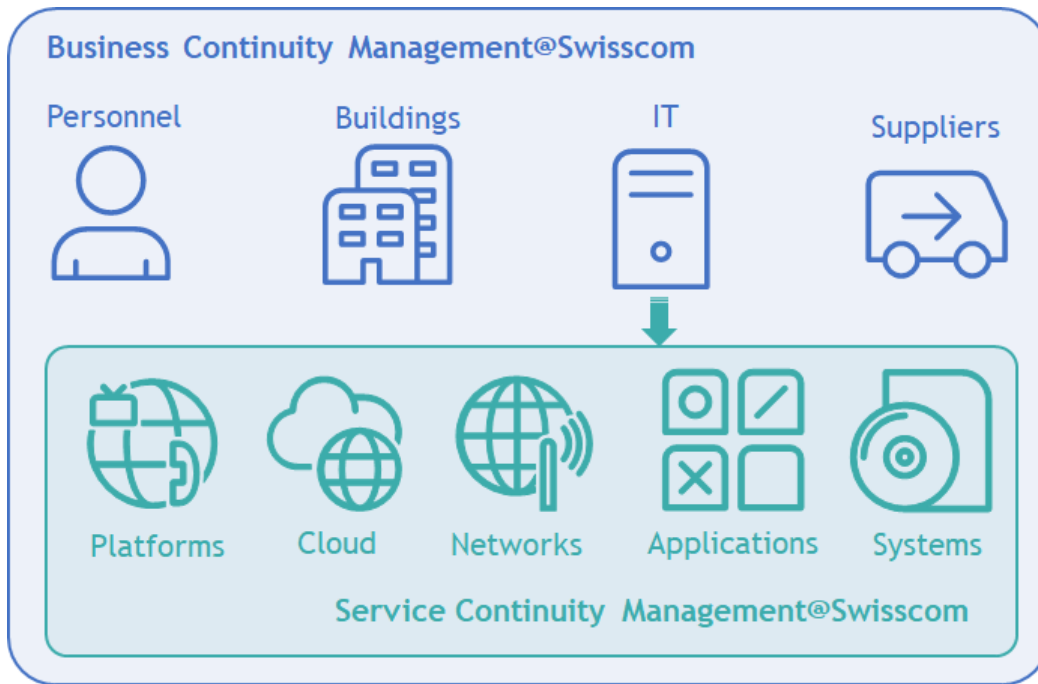 Business Continuity Management@Swisscom
Personnel
Buildings
IT
Suppliers
Platforms
Cloud
Networks
Applications
Systems
Service Continuity Management@Swisscom